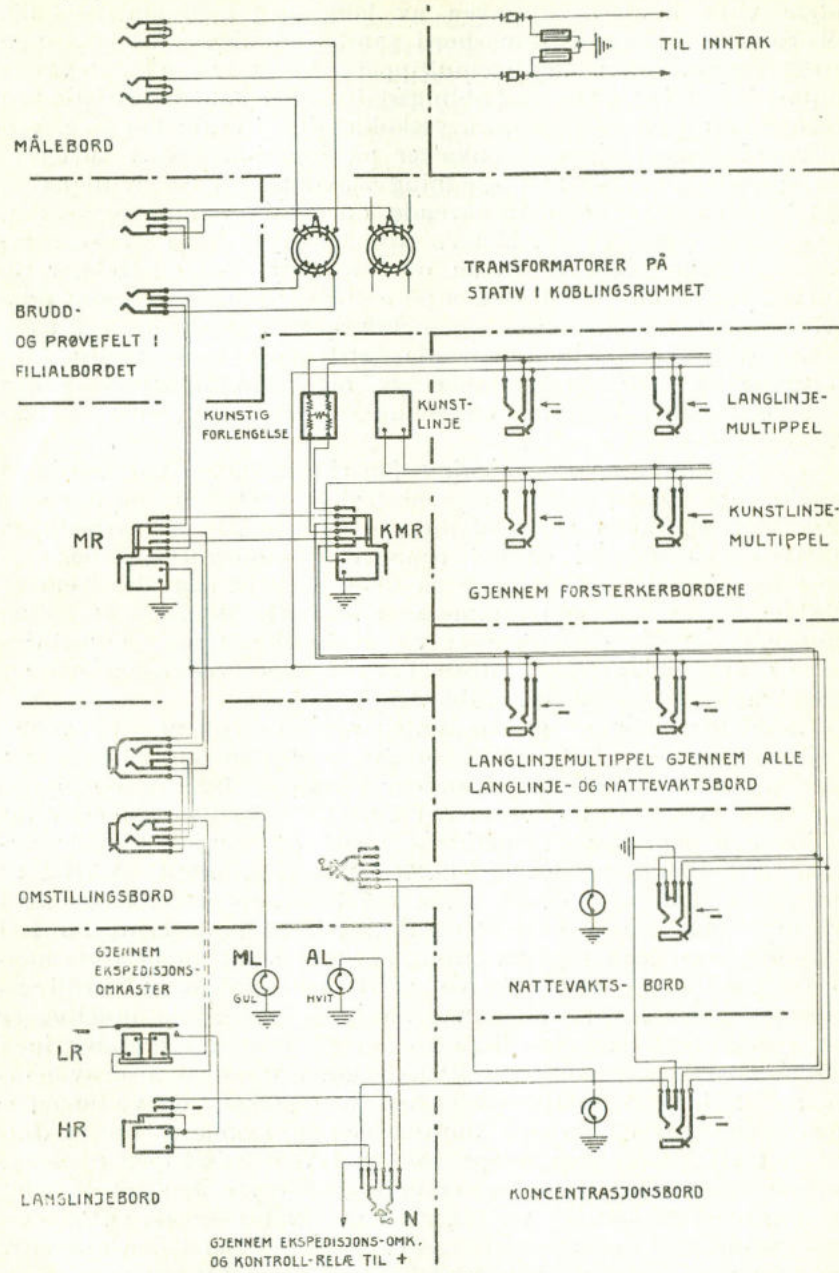 TIL INNTAK
MÅLEBORD
TRANSFORMATORER PÅ
STATIV I KOBLINGSRUMMET
BRUDD-
OG PRØVEFELT I
FILIALBORDET
KUNSTIG
FORLENGELSE
KUNST-
LINJE
LANGLINJE-
MULTIPPEL
KUNSTLINJE-
MULTIPPEL
MR
KMR
GJENNEM FORSTERKERBORDENE
LANGLINJEMULTIPPEL GJENNEM ALLE
LANGLINJE- OG NATTEVAKTSBORD
OMSTILLINGSBORD
GJENNEM
EKSPEDISJONS-
OMKASTER
ML
GUL
AL
HVIT
NATTEVAKTS- BORD
LR
HR
LANGLINJEBORD
N
KONCENTRASJONSBORD
GJENNEM EKSPEDISJONS-OMK.
OG KONTROLL-RELÆ TIL +